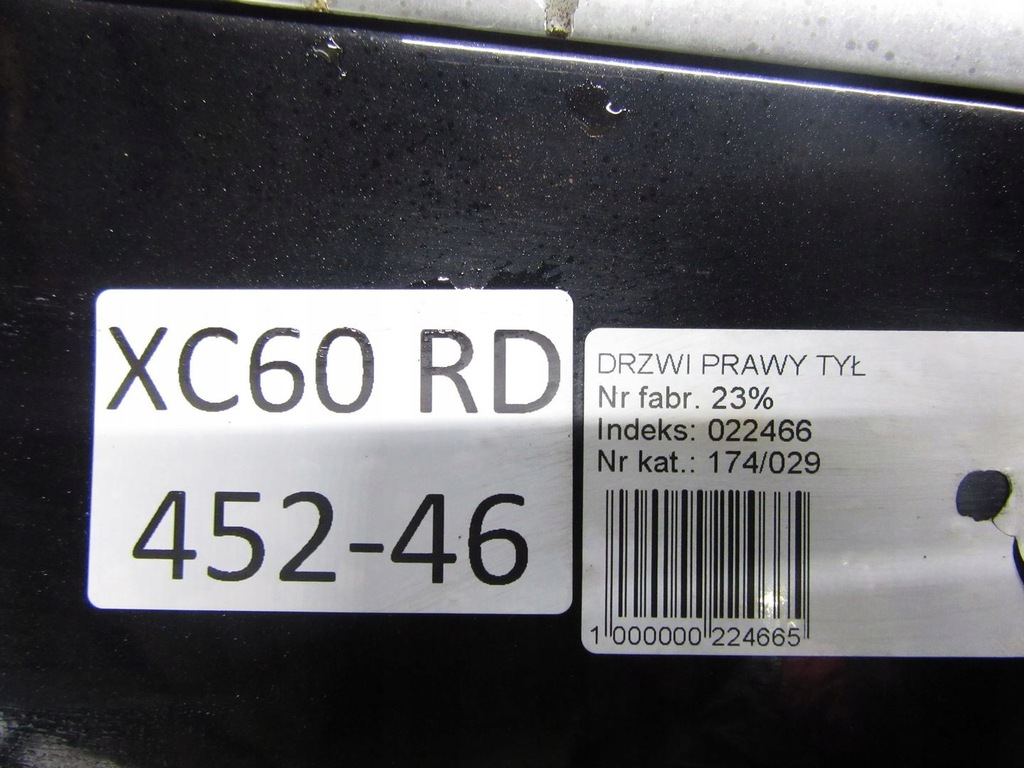 XC60 RD
452-46
DRZWI PRAWY TYŁ
Nr fabr. 23%
Indeks: 022466
Nr kat.: 174/029
1 000000 224665